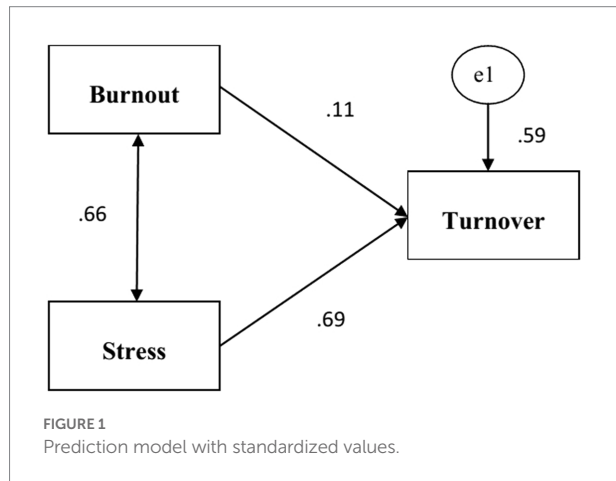 Burnout
e1
.11
.59
.66
Turnover
Stress
.69
FIGURE 1
Prediction model with standardized values.